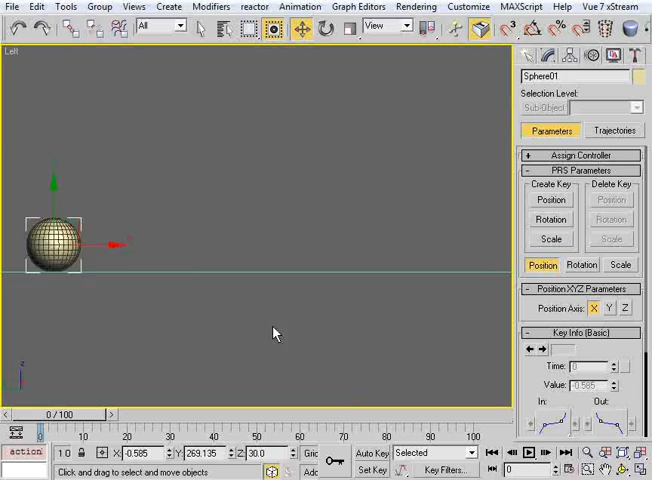 File Edit Tools Group Views Create Modifiers reactor Animation Graph Editors Rendering Customize MAXScript Help Vue 7 xStream
All View
Left
Sphere01
Selection Level:
Sub-Object
Parameters Trajectories
+ Assign Controller
- PRS Parameters
Create Key Delete Key
Position Position
Rotation Rotation
Scale Scale
Position Rotation Scale
- Position XYZ Parameters
Position Axis: X Y Z
- Key Info (Basic)
Time: 0
Value: -0.585
In: Out:
z
< 0 / 100 >
0 10 20 30 40 50 60 70 80 90 100
action 1 0 X: -0.585 Y: 269.135 Z: 30.0 Grid Auto Key Selected
Click and drag to select and move objects Add Set Key Key Filters... 0